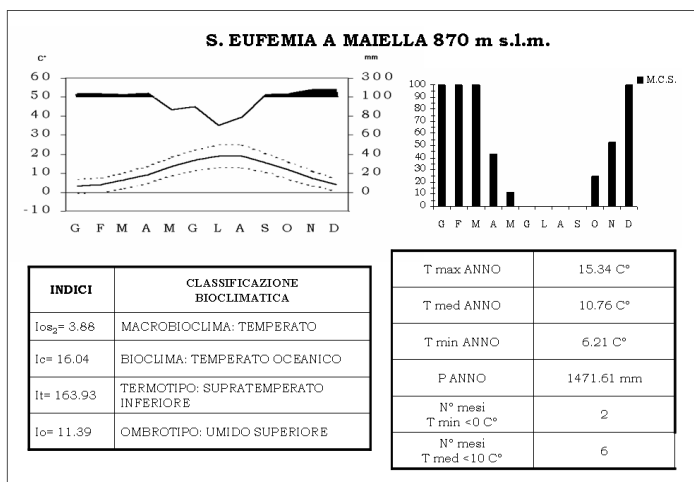 S. EUFEMIA A MAIELLA 870 m s.l.m.
C° mm
60 300
50 100
40 80
30 60
20 40
10 20
0 0
-10
G F M A M G L A S O N D
100
90
80
70
60
50
40
30
20
10
0
G F M A M G L A S O N D
M.C.S.
INDICI CLASSIFICAZIONE
BIOCLIMATICA
Ios2= 3.88 MACROBIOCLIMA: TEMPERATO
Ic= 16.04 BIOCLIMA: TEMPERATO OCEANICO
It= 163.93 TERMOTIPO: SUPRATEMPERATO
INFERIORE
Io= 11.39 OMBROTIPO: UMIDO SUPERIORE
T max ANNO 15.34 C°
T med ANNO 10.76 C°
T min ANNO 6.21 C°
P ANNO 1471.61 mm
N° mesi
T min <0 C° 2
N° mesi
T med <10 C° 6